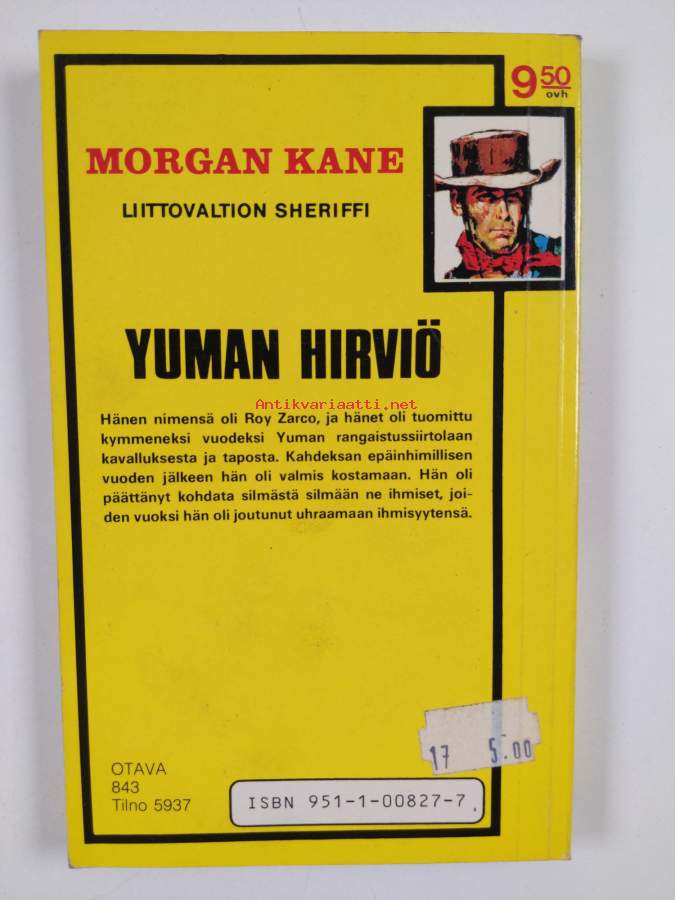 9 50
ovh
MORGAN KANE
LIITTOVALTION SHERIFFI
YUMAN HIRVIÖ
Antikvariaatti.net
Hänen nimensä oli Roy Zarco, ja hänet oli tuomittu
kymmeneksi vuodeksi Yuman rangaistussiirtolaan
kavalluksesta ja taposta. Kahdeksan epäinhimillisen
vuoden jälkeen hän oli valmis kostamaan. Hän oli
päättänyt kohdata silmästä silmään ne ihmiset, joi-
den vuoksi hän oli joutunut uhraamaan ihmisyytensä.
17 5.00
OTAVA
843
Tilno 5937
ISBN 951-1-00827-7